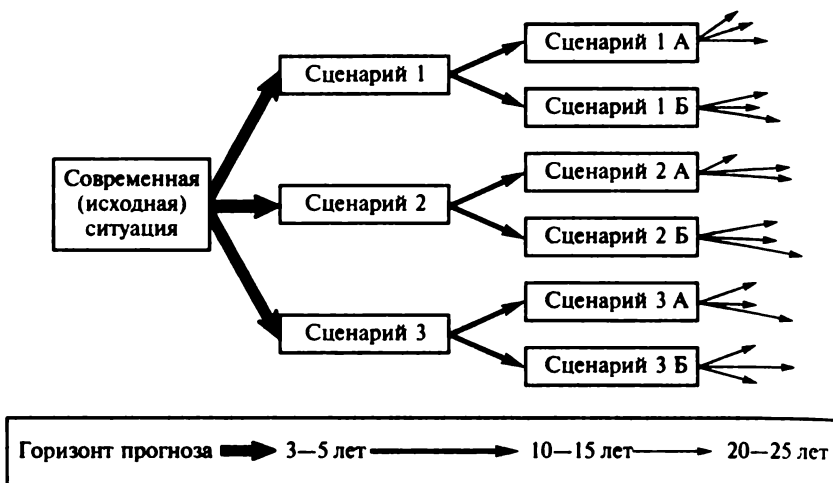 Сценарий 1 А
Сценарий 1
Сценарий 1 Б
Современная
(исходная)
ситуация
Сценарий 2 А
Сценарий 2
Сценарий 2 Б
Сценарий 3 А
Сценарий 3
Сценарий 3 Б
Горизонт прогноза 3—5 лет 10—15 лет 20—25 лет